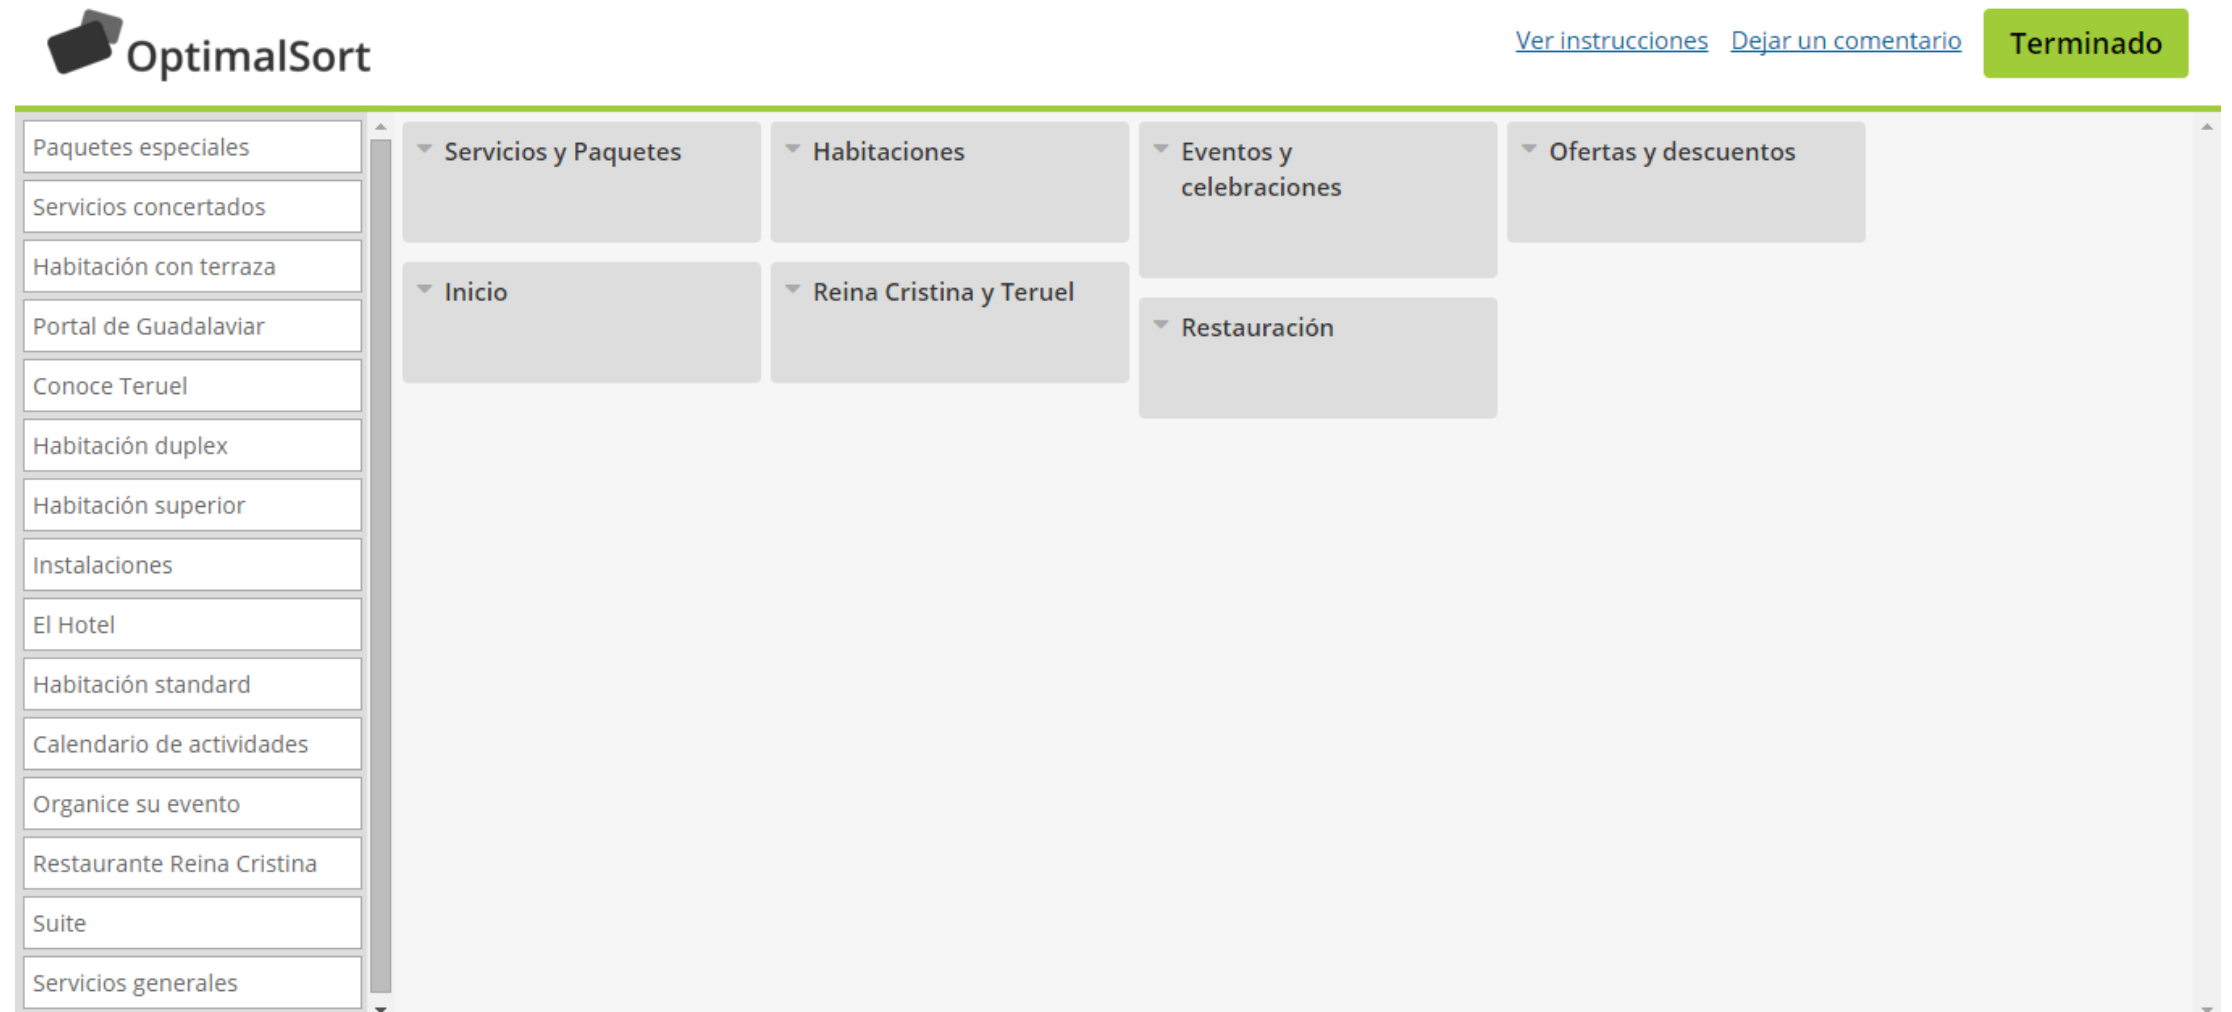 OptimalSort
Ver instrucciones
Dejar un comentario
Terminado
Paquetes especiales
Servicios concertados
Habitación con terraza
Portal de Guadalaviar
Conoce Teruel
Habitación duplex
Habitación superior
Instalaciones
El Hotel
Habitación standard
Calendario de actividades
Organice su evento
Restaurante Reina Cristina
Suite
Servicios generales
Servicios y Paquetes
Habitaciones
Eventos y
celebraciones
Ofertas y descuentos
Inicio
Reina Cristina y Teruel
Restauración